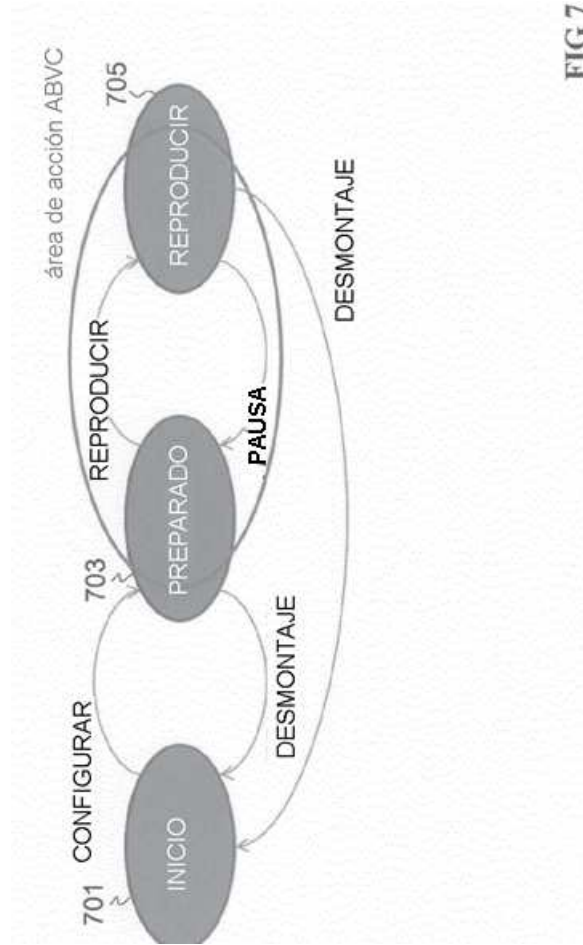 área de acción ABVC
705
REPRODUCIR
REPRODUCIR
PAUSA
703
PREPARADO
DESMONTAJE
CONFIGURAR
DESMONTAJE
701
INICIO
FIG 7